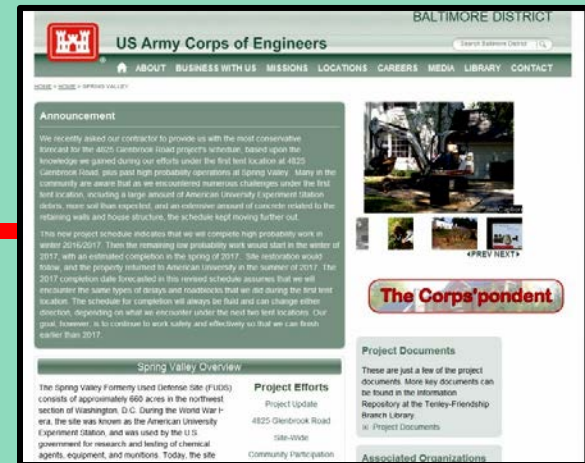 BALTIMORE DISTRICT
US Army Corps of Engineers
Search Baltimore District
ABOUT BUSINESS WITH US MISSIONS LOCATIONS CAREERS MEDIA LIBRARY CONTACT
HOME > HOME > SPRING VALLEY
Announcement
We recently asked our contractor to provide us with the most conservative
forecast for the 4825 Glenbrook Road project's schedule, based upon the
knowledge we gained during our efforts under the first tent location at 4825
Glenbrook Road, plus past high probability operations at Spring Valley. Many in the
community are aware that as we encountered numerous challenges under the first
tent location, including a large amount of American University Experiment Station
debris, more soil than expected, and an extensive amount of concrete related to the
retaining walls and house structure, the schedule kept moving further out.
This new project schedule indicates that we will complete high probability work in
winter 2016/2017. Then the remaining low probability work would start in the winter of
2017, with an estimated completion in the spring of 2017. Site restoration would
follow, and the property returned to American University in the summer of 2017. The
2017 completion date forecasted in this revised schedule assumes that we will
encounter the same types of delays and roadblocks that we did during the first tent
location. The schedule for completion will always be fluid and can change either
direction, depending on what we encounter under the next two tent locations. Our
goal, however, is to continue to work safely and effectively so that we can finish
earlier than 2017.
◂PREV NEXT▸
The Corps'pondent
Spring Valley Overview
The Spring Valley Formerly Used Defense Site (FUDS)
consists of approximately 660 acres in the northwest
section of Washington, D.C. During the World War I-
era, the site was known as the American University
Experiment Station, and was used by the U.S.
government for research and testing of chemical
agents, equipment, and munitions. Today, the site
Project Efforts
Project Update
4825 Glenbrook Road
Site-Wide
Community Participation
Project Documents
These are just a few of the project
documents. More key documents can
be found in the Information
Repository at the Tenley-Friendship
Branch Library.
Project Documents
Associated Organizations